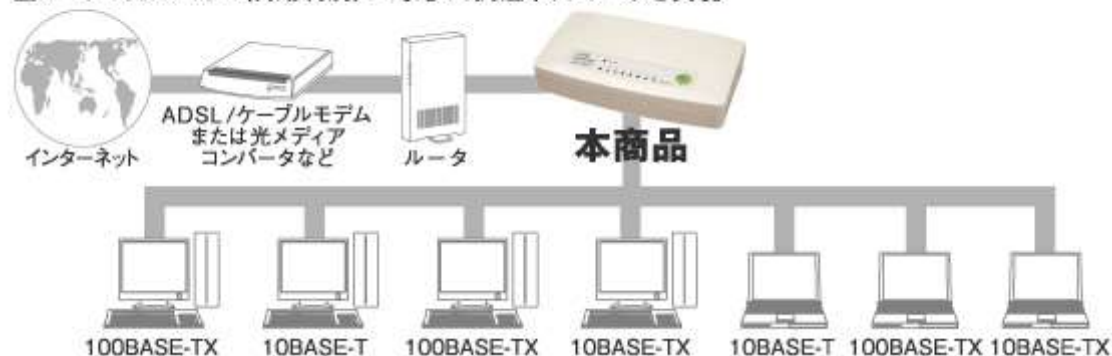 ADSL/ケーブルモデム
または光メディア
コンバータなど
インターネット
ルータ
本商品
100BASE-TX
10BASE-T
100BASE-TX
10BASE-TX
10BASE-T
100BASE-TX
10BASE-TX